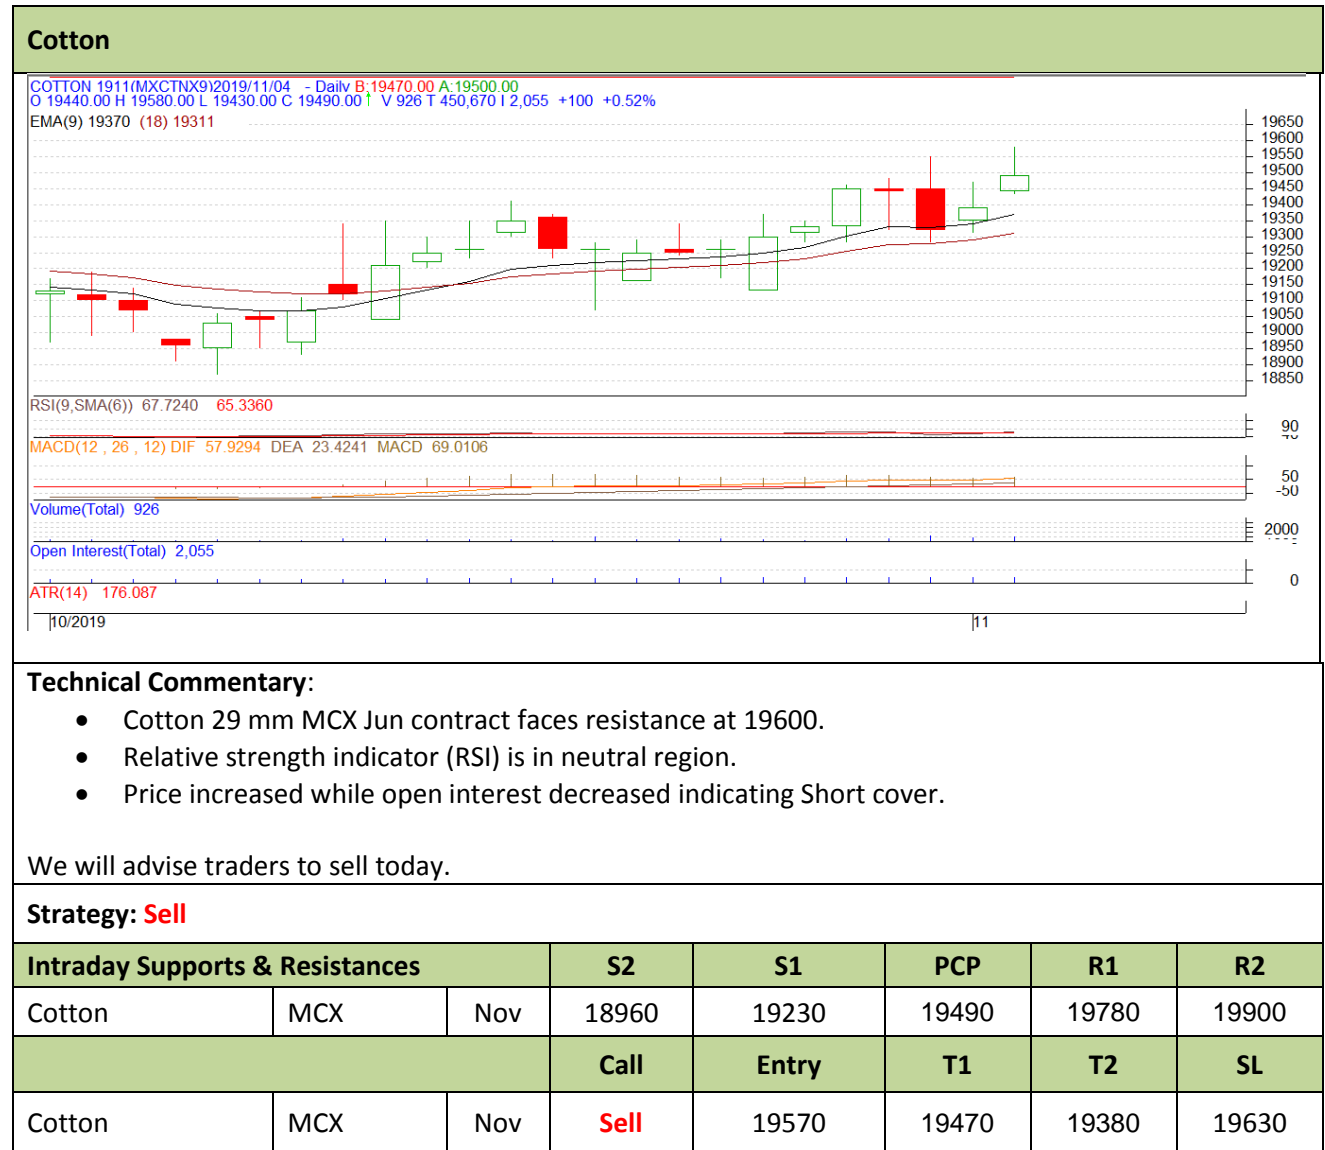 Cotton
COTTON 1911(MXCTNX9)2019/11/04 - Daily B:19470.00 A:19500.00
O 19440.00 H 19580.00 L 19430.00 C 19490.00↑ V 926 T 450,670 I 2,055 +100 +0.52%
EMA(9) 19370 (18) 19311
19650
19600
19550
19500
19450
19400
19350
19300
19250
19200
19150
19100
19050
19000
18950
18900
18850
RSI(9,SMA(6)) 67.7240 65.3360
90
MACD(12 , 26 , 12) DIF 57.9294 DEA 23.4241 MACD 69.0106
50
-50
Volume(Total) 926
2000
Open Interest(Total) 2,055
0
ATR(14) 176.087
10/2019 11
Technical Commentary:
• Cotton 29 mm MCX Jun contract faces resistance at 19600.
• Relative strength indicator (RSI) is in neutral region.
• Price increased while open interest decreased indicating Short cover.
We will advise traders to sell today.
Strategy: Sell
Intraday Supports & Resistances S2 S1 PCP R1 R2
Cotton MCX Nov 18960 19230 19490 19780 19900
Call Entry T1 T2 SL
Cotton MCX Nov Sell 19570 19470 19380 19630